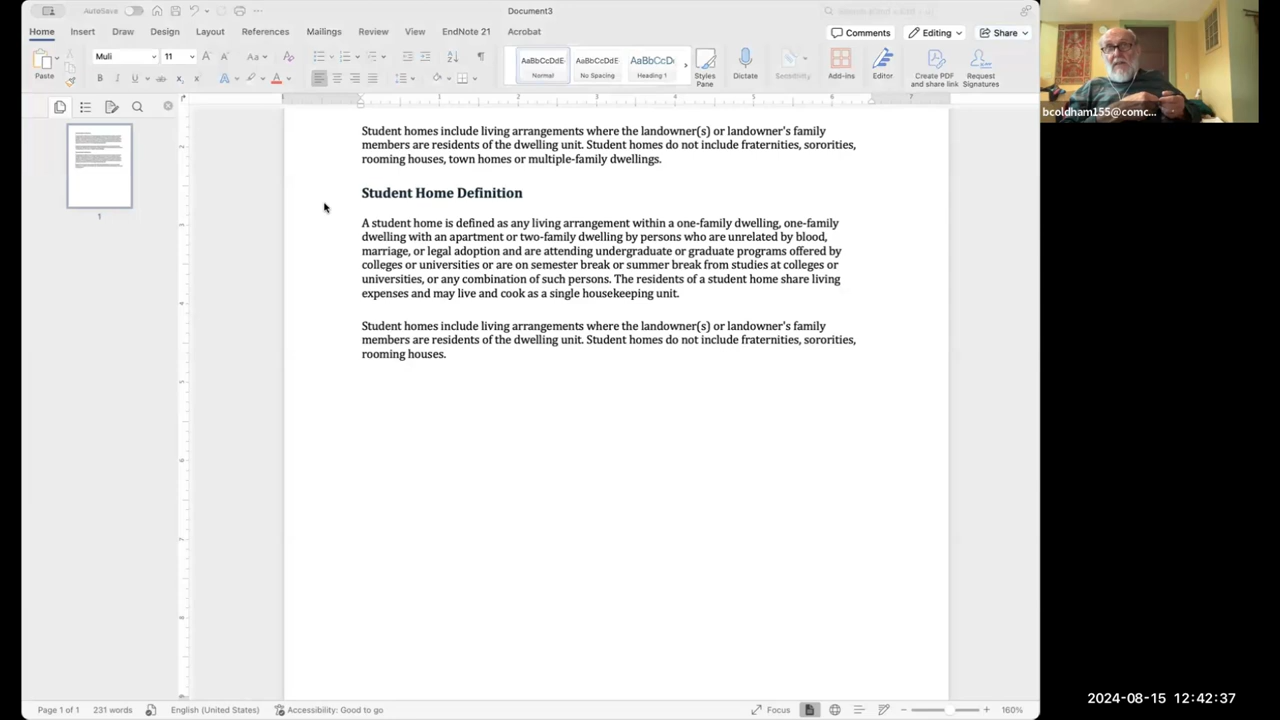 AutoSave
Document3
Home
Insert
Draw
Design
Layout
References
Mailings
Review
View
EndNote 21
Acrobat
Comments
Editing
Share
Muli
11
Paste
AaBbCcDdE
Normal
AaBbCcDdE
No Spacing
AaBbCcDc
Heading 1
Styles
Pane
Dictate
Sensitivity
Add-ins
Editor
Create PDF
and share link
Request
Signatures
bcoldham155@comc...
Student homes include living arrangements where the landowner(s) or landowner's family
members are residents of the dwelling unit. Student homes do not include fraternities, sororities,
rooming houses, town homes or multiple-family dwellings.
Student Home Definition
A student home is defined as any living arrangement within a one-family dwelling, one-family
dwelling with an apartment or two-family dwelling by persons who are unrelated by blood,
marriage, or legal adoption and are attending undergraduate or graduate programs offered by
colleges or universities or are on semester break or summer break from studies at colleges or
universities, or any combination of such persons. The residents of a student home share living
expenses and may live and cook as a single housekeeping unit.
Student homes include living arrangements where the landowner(s) or landowner's family
members are residents of the dwelling unit. Student homes do not include fraternities, sororities,
rooming houses.
1
2024-08-15 12:42:37
Page 1 of 1
231 words
English (United States)
Accessibility: Good to go
Focus
160%